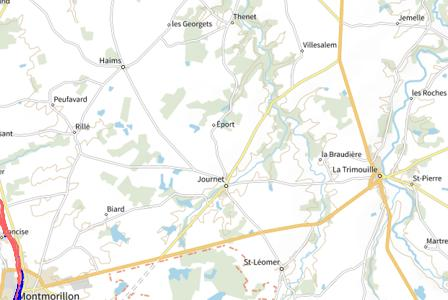 Thenet
les Georgets
Jemelle
Villesalem
Haims
Peufavard
les Roches
Rillé
Éport
la Braudière
La Trimouille
Journet
St-Pierre
Biard
Martre
St-Léomer
Montmorillon